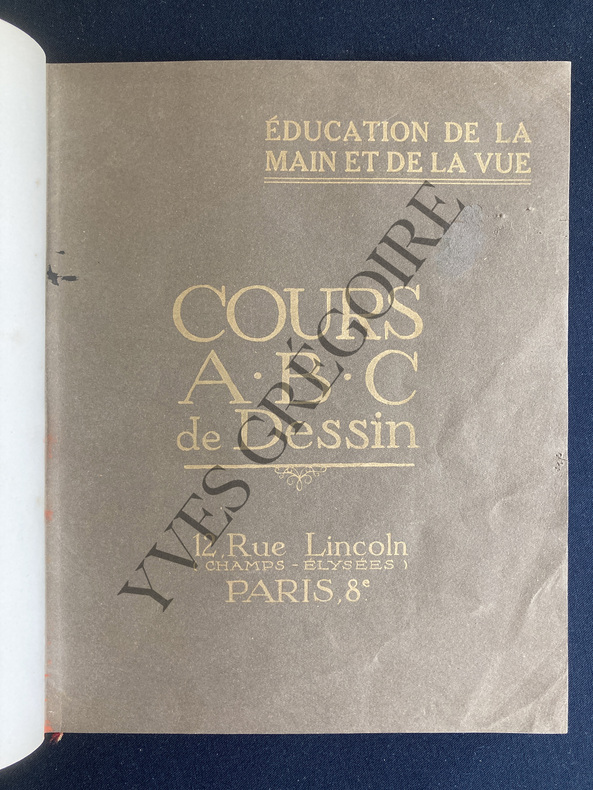 ÉDUCATION DE LA
MAIN ET DE LA VUE
COURS
A·B·C
de Dessin
12, Rue Lincoln
(CHAMPS-ÉLYSÉES)
PARIS, 8e
YVES GRÉGOIRE